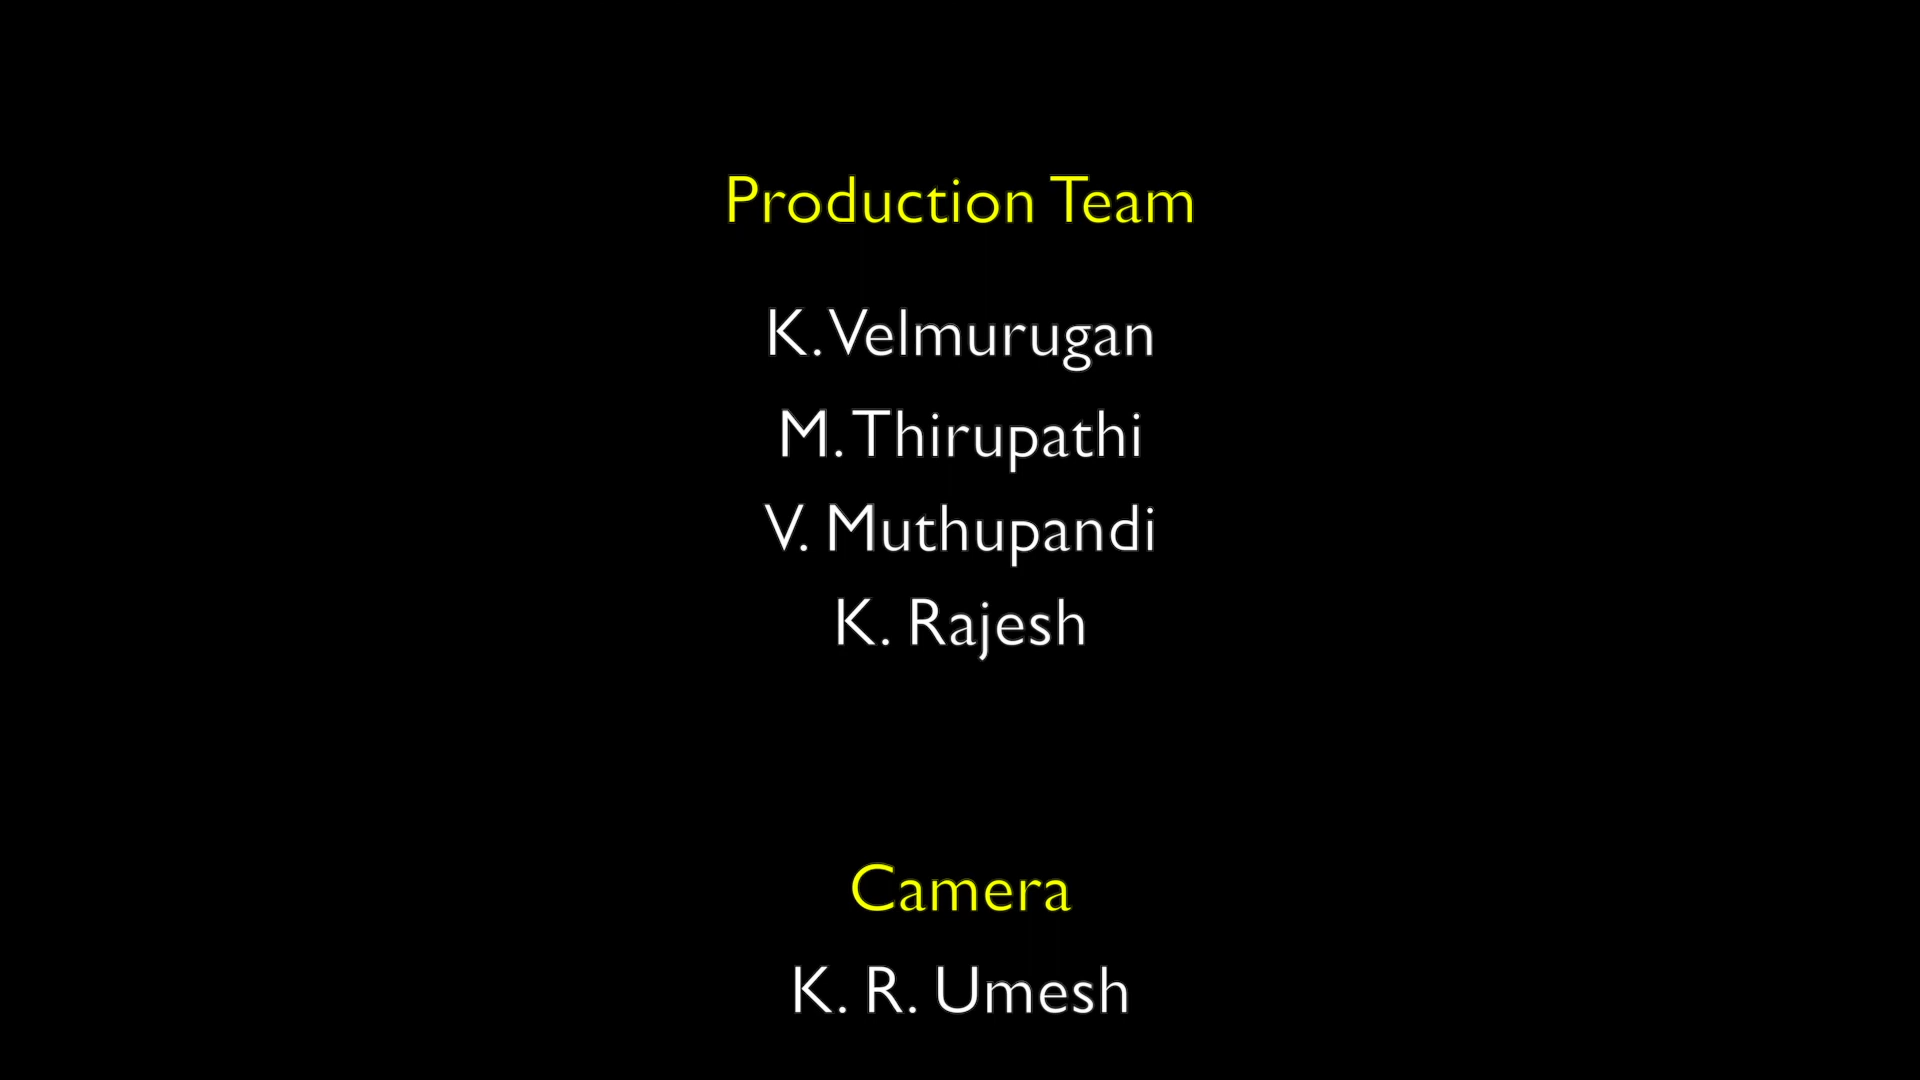 Production Team
K. Velmurugan
M. Thirupathi
V. Muthupandi
K. Rajesh
Camera
K. R. Umesh